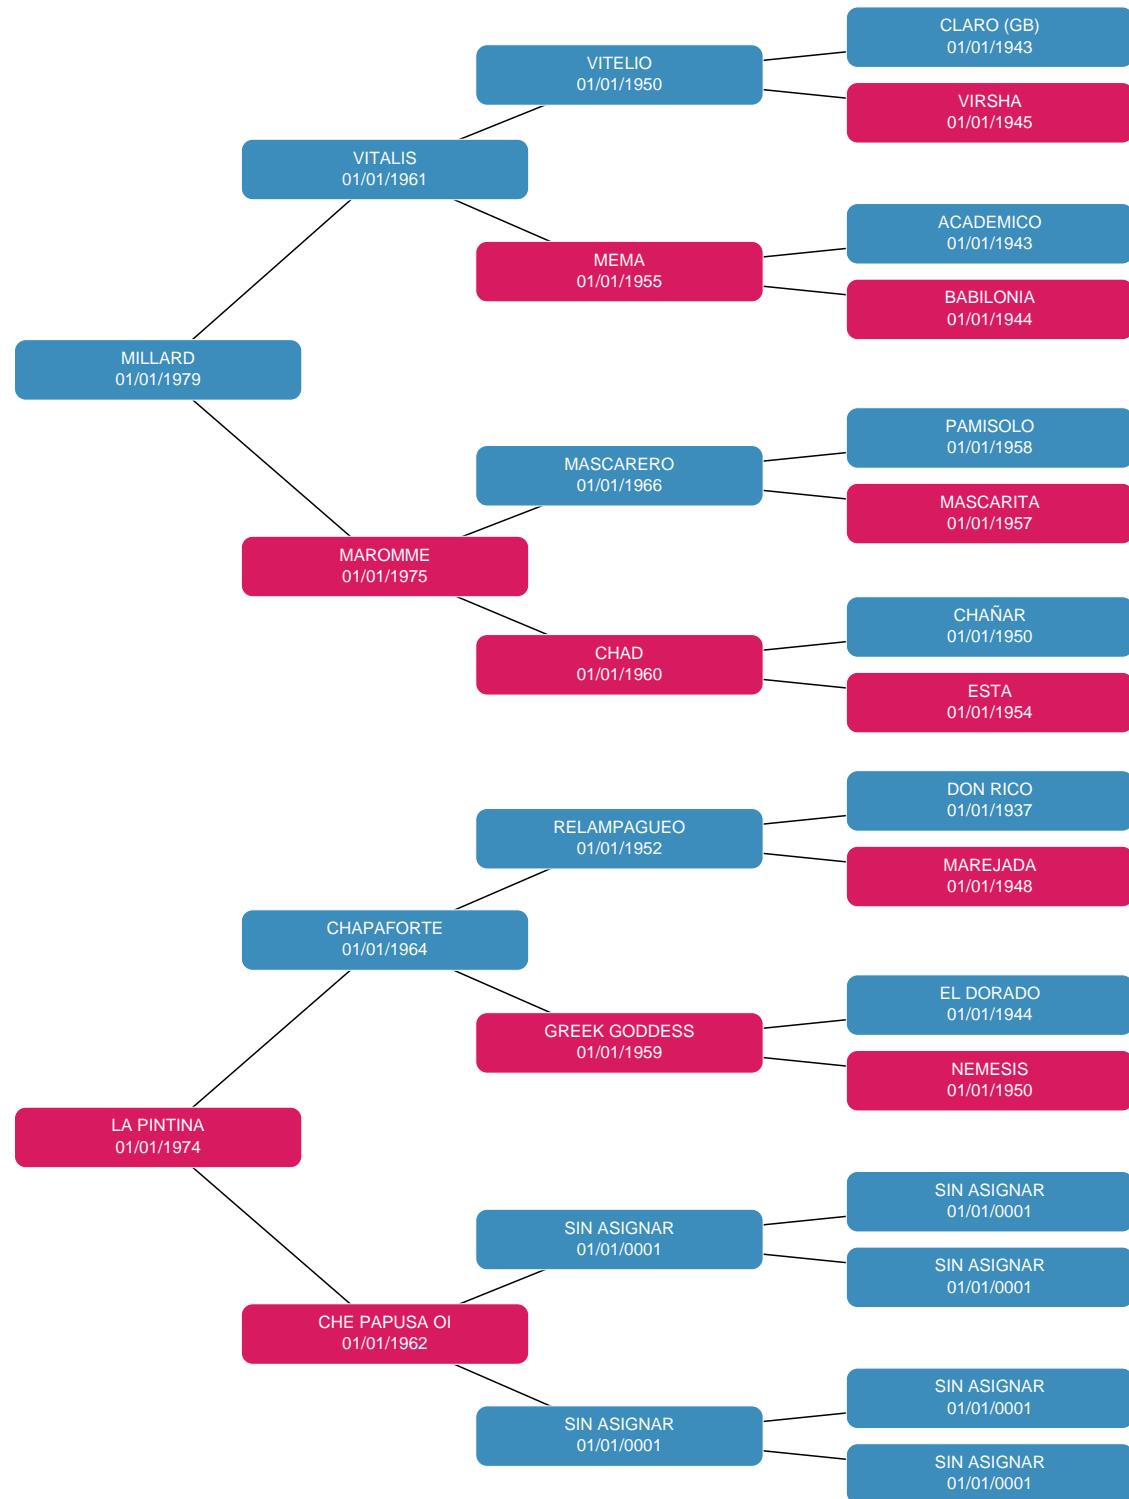 CLARO (GB)
01/01/1943
VITELIO
01/01/1950
VIRSHA
01/01/1945
VITALIS
01/01/1961
ACADEMICO
01/01/1943
MEMA
01/01/1955
BABILONIA
01/01/1944
MILLARD
01/01/1979
PAMISOLO
01/01/1958
MASCARERO
01/01/1966
MASCARITA
01/01/1957
MAROMME
01/01/1975
CHAÑAR
01/01/1950
CHAD
01/01/1960
ESTA
01/01/1954
DON RICO
01/01/1937
RELAMPAGUEO
01/01/1952
MAREJADA
01/01/1948
CHAPAFORTE
01/01/1964
EL DORADO
01/01/1944
GREEK GODDESS
01/01/1959
NEMESIS
01/01/1950
LA PINTINA
01/01/1974
SIN ASIGNAR
01/01/0001
SIN ASIGNAR
01/01/0001
SIN ASIGNAR
01/01/0001
CHE PAPUSA OI
01/01/1962
SIN ASIGNAR
01/01/0001
SIN ASIGNAR
01/01/0001
SIN ASIGNAR
01/01/0001